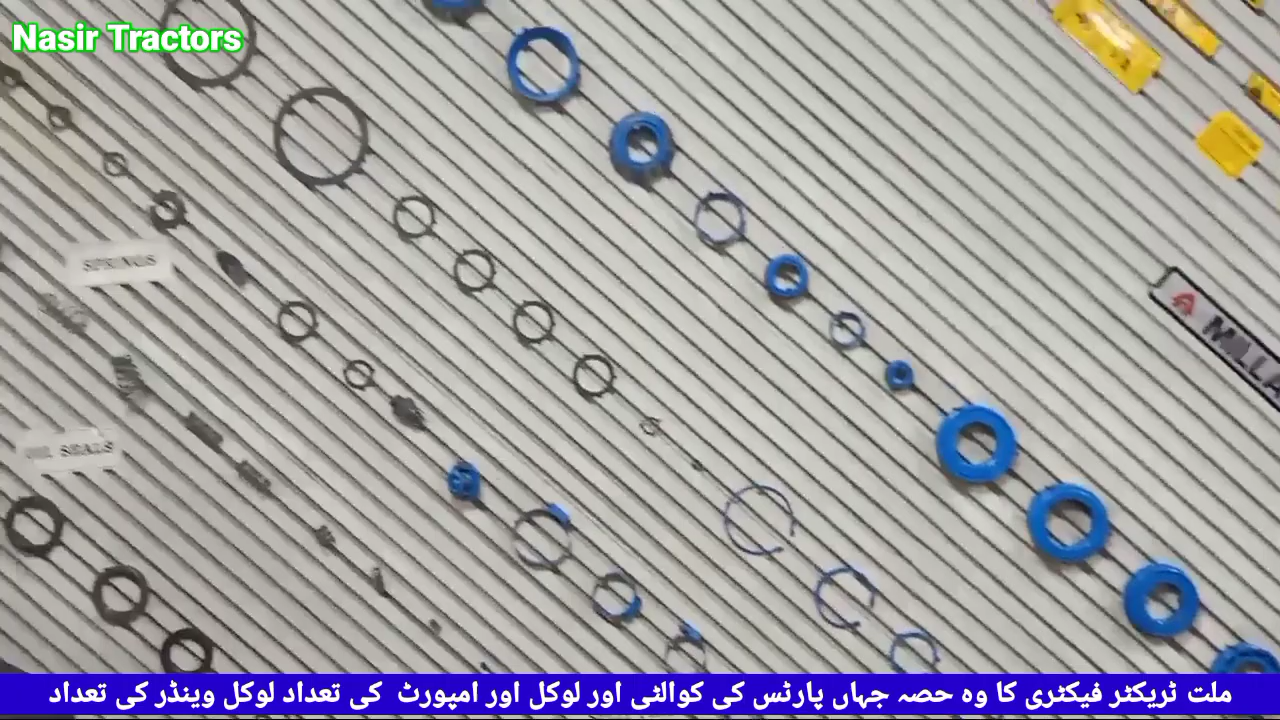 Nasir Tractors
SPRINGS
OIL SEALS
MILLA
ملت ٹریکٹر فیکٹری کا وہ حصہ جہاں پارٹس کی کوالٹی اور لوکل اور امپورٹ کی تعداد لوکل وینڈر کی تعداد